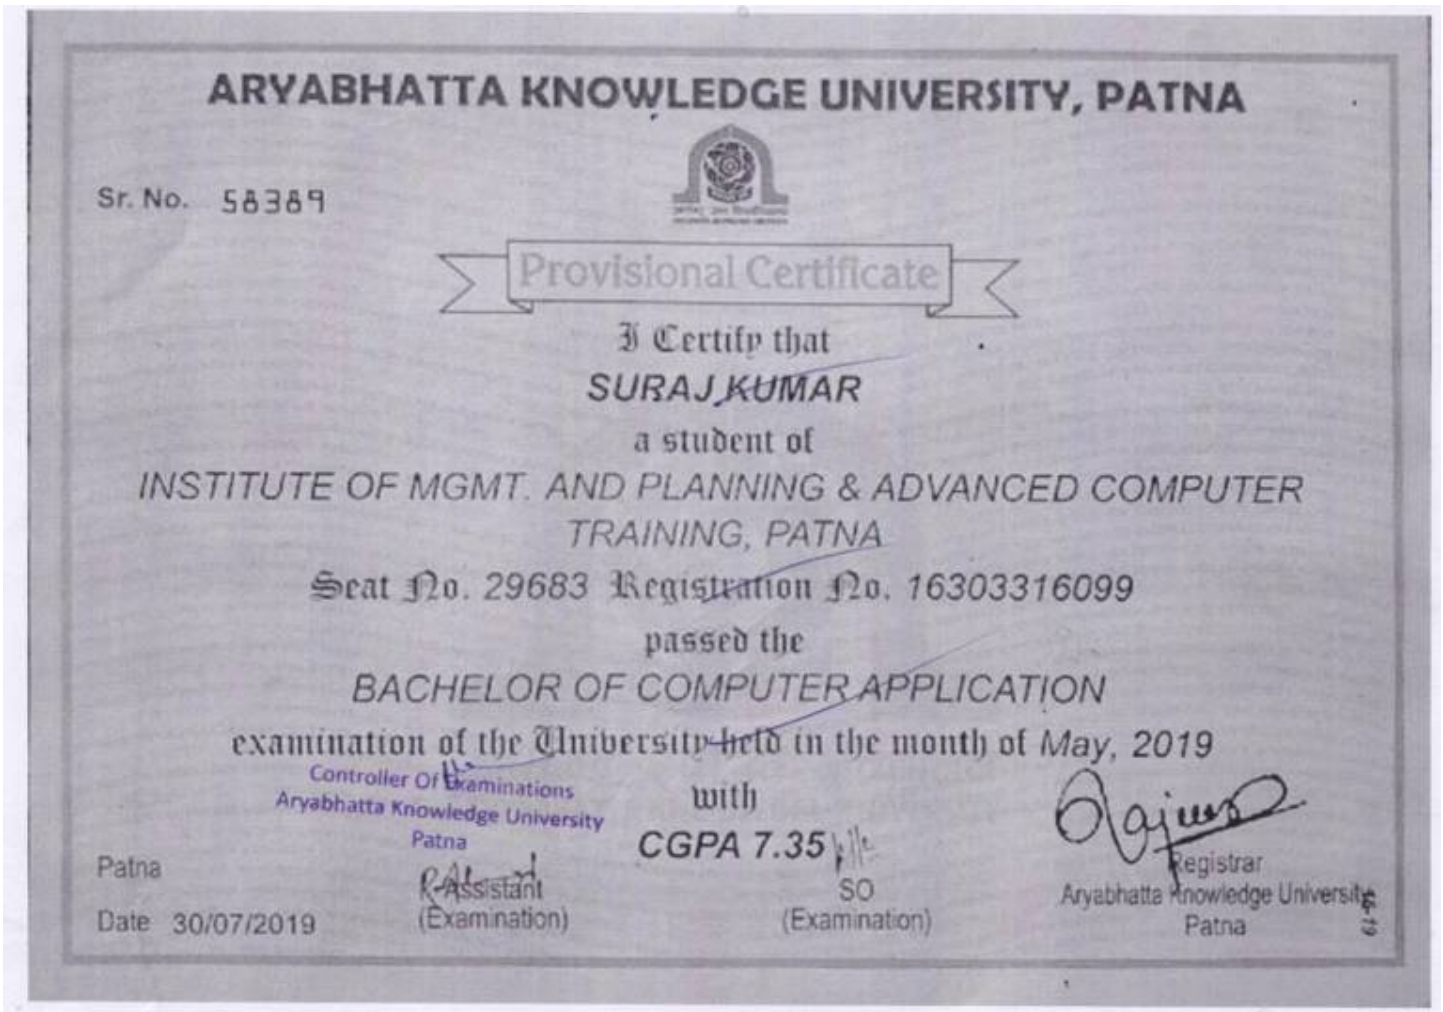 ARYABHATTA KNOWLEDGE UNIVERSITY, PATNA
Sr. No. 58389
Provisional Certificate
I Certify that
SURAJ KUMAR
a student of
INSTITUTE OF MGMT. AND PLANNING & ADVANCED COMPUTER
TRAINING, PATNA
Seat No. 29683 Registration No. 16303316099
passed the
BACHELOR OF COMPUTER APPLICATION
examination of the University held in the month of May, 2019
with
CGPA 7.35
Controller Of Examinations
Aryabhatta Knowledge University
Patna
Patna
Date 30/07/2019
Assistant
(Examination)
SO
(Examination)
Registrar
Aryabhatta Knowledge University
Patna